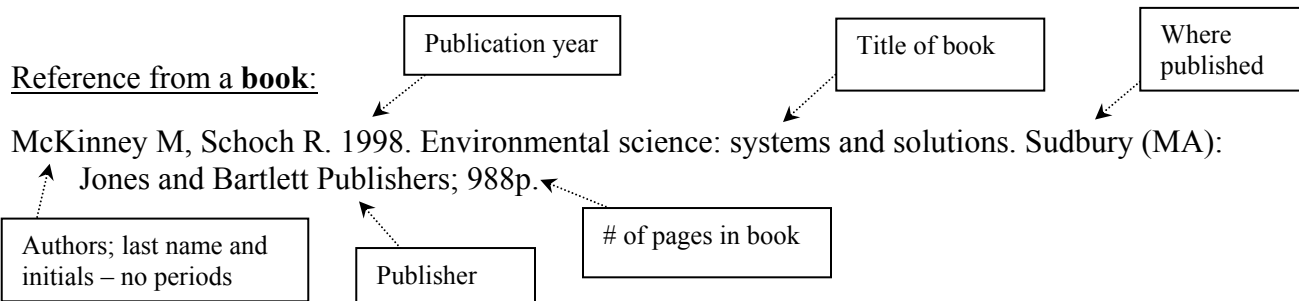 Publication year
Title of book
Where
published
Reference from a book:
McKinney M, Schoch R. 1998. Environmental science: systems and solutions. Sudbury (MA):
Jones and Bartlett Publishers; 988p.
Authors; last name and
initials – no periods
Publisher
# of pages in book